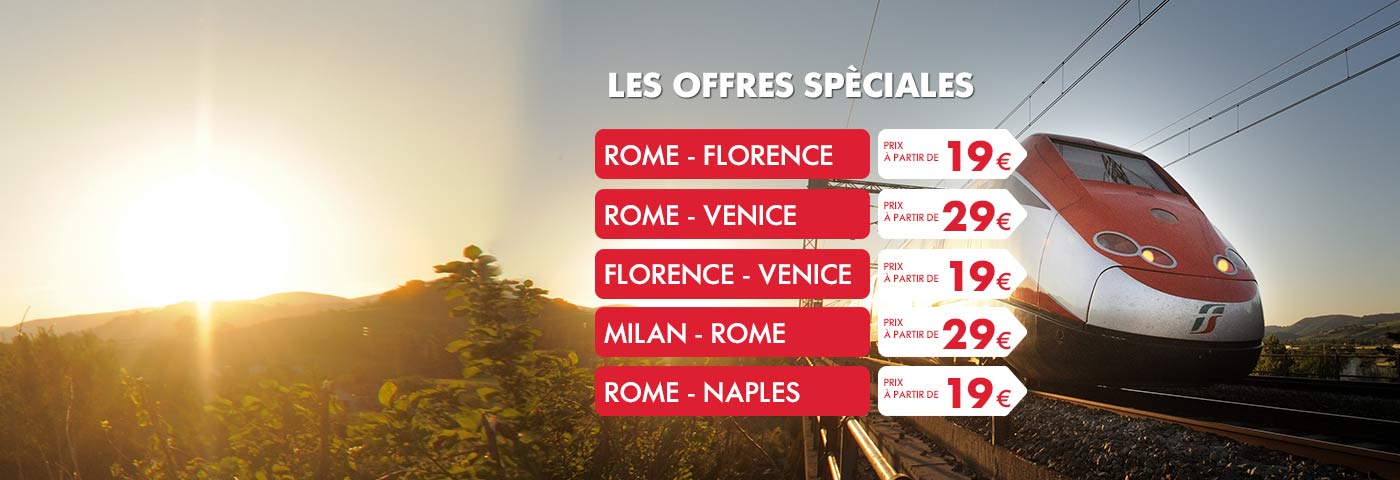 LES OFFRES SPÈCIALES
ROME - FLORENCE
PRIX
À PARTIR DE 19€
ROME - VENICE
PRIX
À PARTIR DE 29€
FLORENCE - VENICE
PRIX
À PARTIR DE 19€
MILAN - ROME
PRIX
À PARTIR DE 29€
ROME - NAPLES
PRIX
À PARTIR DE 19€